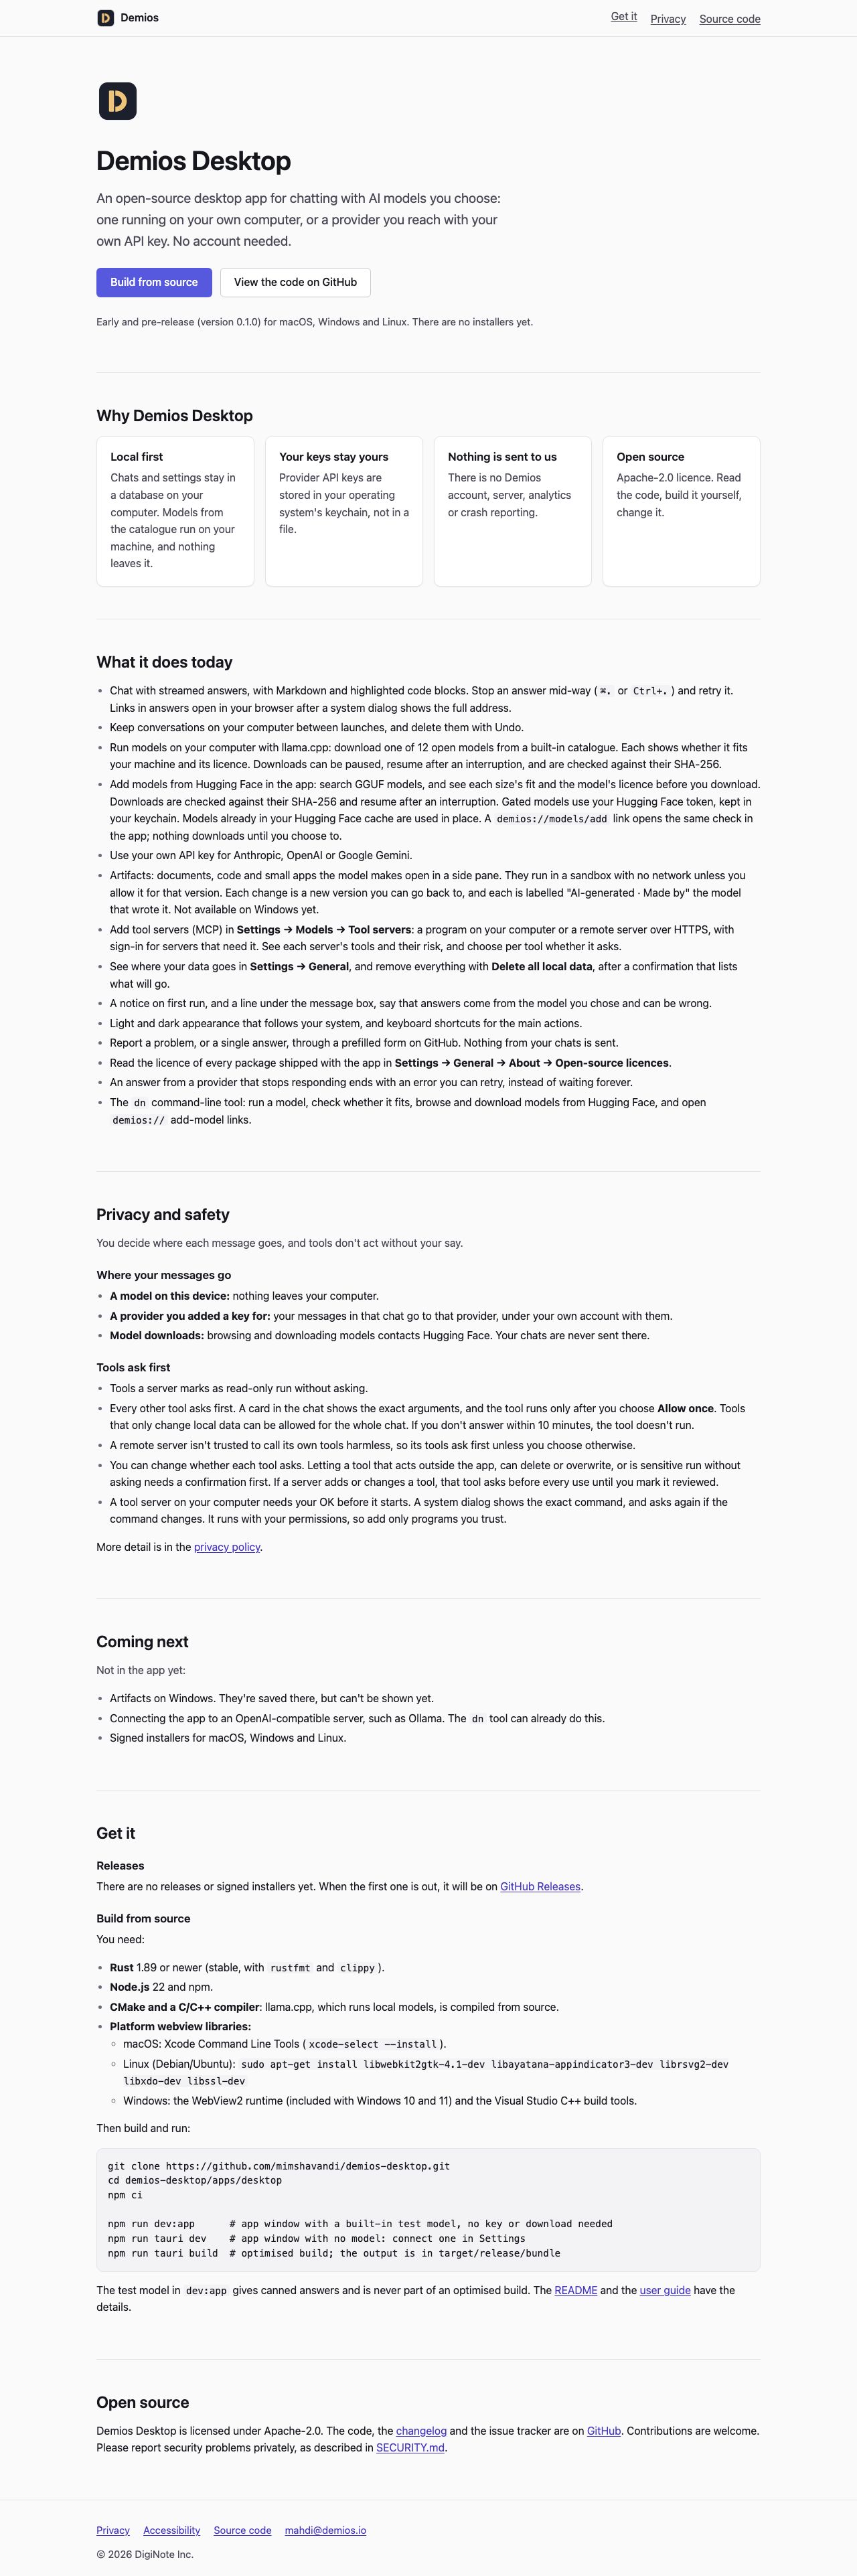 Demios
Get it Privacy Source code
Demios Desktop
An open-source desktop app for chatting with AI models you choose:
one running on your own computer, or a provider you reach with your
own API key. No account needed.
Build from source View the code on GitHub
Early and pre-release (version 0.1.0) for macOS, Windows and Linux. There are no installers yet.
Why Demios Desktop
Local first
Chats and settings stay in
a database on your
computer. Models from
the catalogue run on your
machine, and nothing
leaves it.
Your keys stay yours
Provider API keys are
stored in your operating
system's keychain, not in a
file.
Nothing is sent to us
There is no Demios
account, server, analytics
or crash reporting.
Open source
Apache-2.0 licence. Read
the code, build it yourself,
change it.
What it does today
• Chat with streamed answers, with Markdown and highlighted code blocks. Stop an answer mid-way (⌘. or Ctrl+.) and retry it.
Links in answers open in your browser after a system dialog shows the full address.
• Keep conversations on your computer between launches, and delete them with Undo.
• Run models on your computer with llama.cpp: download one of 12 open models from a built-in catalogue. Each shows whether it fits
your machine and its licence. Downloads can be paused, resume after an interruption, and are checked against their SHA-256.
• Add models from Hugging Face in the app: search GGUF models, and see each size's fit and the model's licence before you download.
Downloads are checked against their SHA-256 and resume after an interruption. Gated models use your Hugging Face token, kept in
your keychain. Models already in your Hugging Face cache are used in place. A demios://models/add link opens the same check in
the app; nothing downloads until you choose to.
• Use your own API key for Anthropic, OpenAI or Google Gemini.
• Artifacts: documents, code and small apps the model makes open in a side pane. They run in a sandbox with no network unless you
allow it for that version. Each change is a new version you can go back to, and each is labelled "AI-generated · Made by" the model
that wrote it. Not available on Windows yet.
• Add tool servers (MCP) in Settings → Models → Tool servers: a program on your computer or a remote server over HTTPS, with
sign-in for servers that need it. See each server's tools and their risk, and choose per tool whether it asks.
• See where your data goes in Settings → General, and remove everything with Delete all local data, after a confirmation that lists
what will go.
• A notice on first run, and a line under the message box, say that answers come from the model you chose and can be wrong.
• Light and dark appearance that follows your system, and keyboard shortcuts for the main actions.
• Report a problem, or a single answer, through a prefilled form on GitHub. Nothing from your chats is sent.
• Read the licence of every package shipped with the app in Settings → General → About → Open-source licences.
• An answer from a provider that stops responding ends with an error you can retry, instead of waiting forever.
• The dn command-line tool: run a model, check whether it fits, browse and download models from Hugging Face, and open
demios:// add-model links.
Privacy and safety
You decide where each message goes, and tools don't act without your say.
Where your messages go
• A model on this device: nothing leaves your computer.
• A provider you added a key for: your messages in that chat go to that provider, under your own account with them.
• Model downloads: browsing and downloading models contacts Hugging Face. Your chats are never sent there.
Tools ask first
• Tools a server marks as read-only run without asking.
• Every other tool asks first. A card in the chat shows the exact arguments, and the tool runs only after you choose Allow once. Tools
that only change local data can be allowed for the whole chat. If you don't answer within 10 minutes, the tool doesn't run.
• A remote server isn't trusted to call its own tools harmless, so its tools ask first unless you choose otherwise.
• You can change whether each tool asks. Letting a tool that acts outside the app, can delete or overwrite, or is sensitive run without
asking needs a confirmation first. If a server adds or changes a tool, that tool asks before every use until you mark it reviewed.
• A tool server on your computer needs your OK before it starts. A system dialog shows the exact command, and asks again if the
command changes. It runs with your permissions, so add only programs you trust.
More detail is in the privacy policy.
Coming next
Not in the app yet:
• Artifacts on Windows. They're saved there, but can't be shown yet.
• Connecting the app to an OpenAI-compatible server, such as Ollama. The dn tool can already do this.
• Signed installers for macOS, Windows and Linux.
Get it
Releases
There are no releases or signed installers yet. When the first one is out, it will be on GitHub Releases.
Build from source
You need:
• Rust 1.89 or newer (stable, with rustfmt and clippy).
• Node.js 22 and npm.
• CMake and a C/C++ compiler: llama.cpp, which runs local models, is compiled from source.
• Platform webview libraries:
◦ macOS: Xcode Command Line Tools (xcode-select --install).
◦ Linux (Debian/Ubuntu): sudo apt-get install libwebkit2gtk-4.1-dev libayatana-appindicator3-dev librsvg2-dev
libxdo-dev libssl-dev
◦ Windows: the WebView2 runtime (included with Windows 10 and 11) and the Visual Studio C++ build tools.
Then build and run:
git clone https://github.com/mimshavandi/demios-desktop.git
cd demios-desktop/apps/desktop
npm ci
npm run dev:app # app window with a built-in test model, no key or download needed
npm run tauri dev # app window with no model: connect one in Settings
npm run tauri build # optimised build; the output is in target/release/bundle
The test model in dev:app gives canned answers and is never part of an optimised build. The README and the user guide have the
details.
Open source
Demios Desktop is licensed under Apache-2.0. The code, the changelog and the issue tracker are on GitHub. Contributions are welcome.
Please report security problems privately, as described in SECURITY.md.
Privacy Accessibility Source code mahdi@demios.io
© 2026 DigiNote Inc.